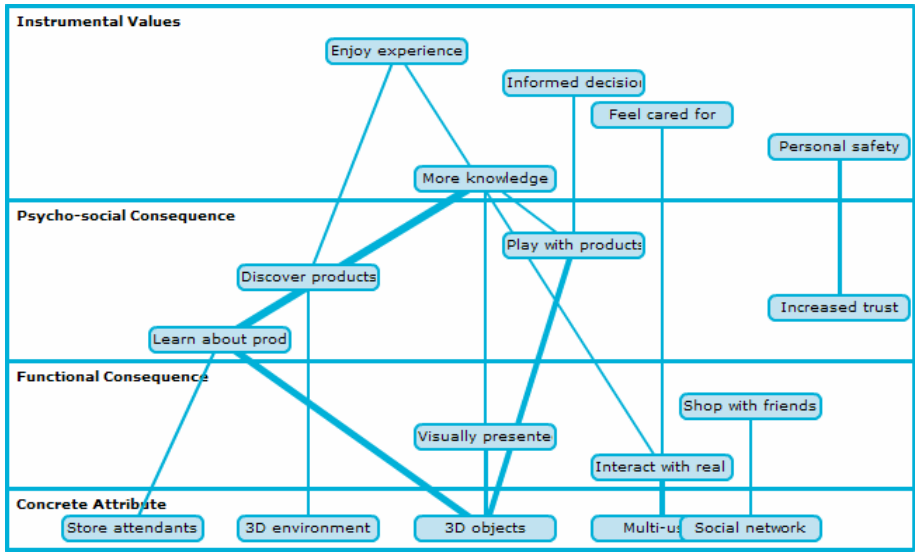 Instrumental Values
Enjoy experience
Informed decision
Feel cared for
Personal safety
More knowledge
Psycho-social Consequence
Play with products
Discover products
Increased trust
Learn about prod
Functional Consequence
Shop with friends
Visually presente
Interact with real
Concrete Attribute
Store attendants
3D environment
3D objects
Multi-us
Social network